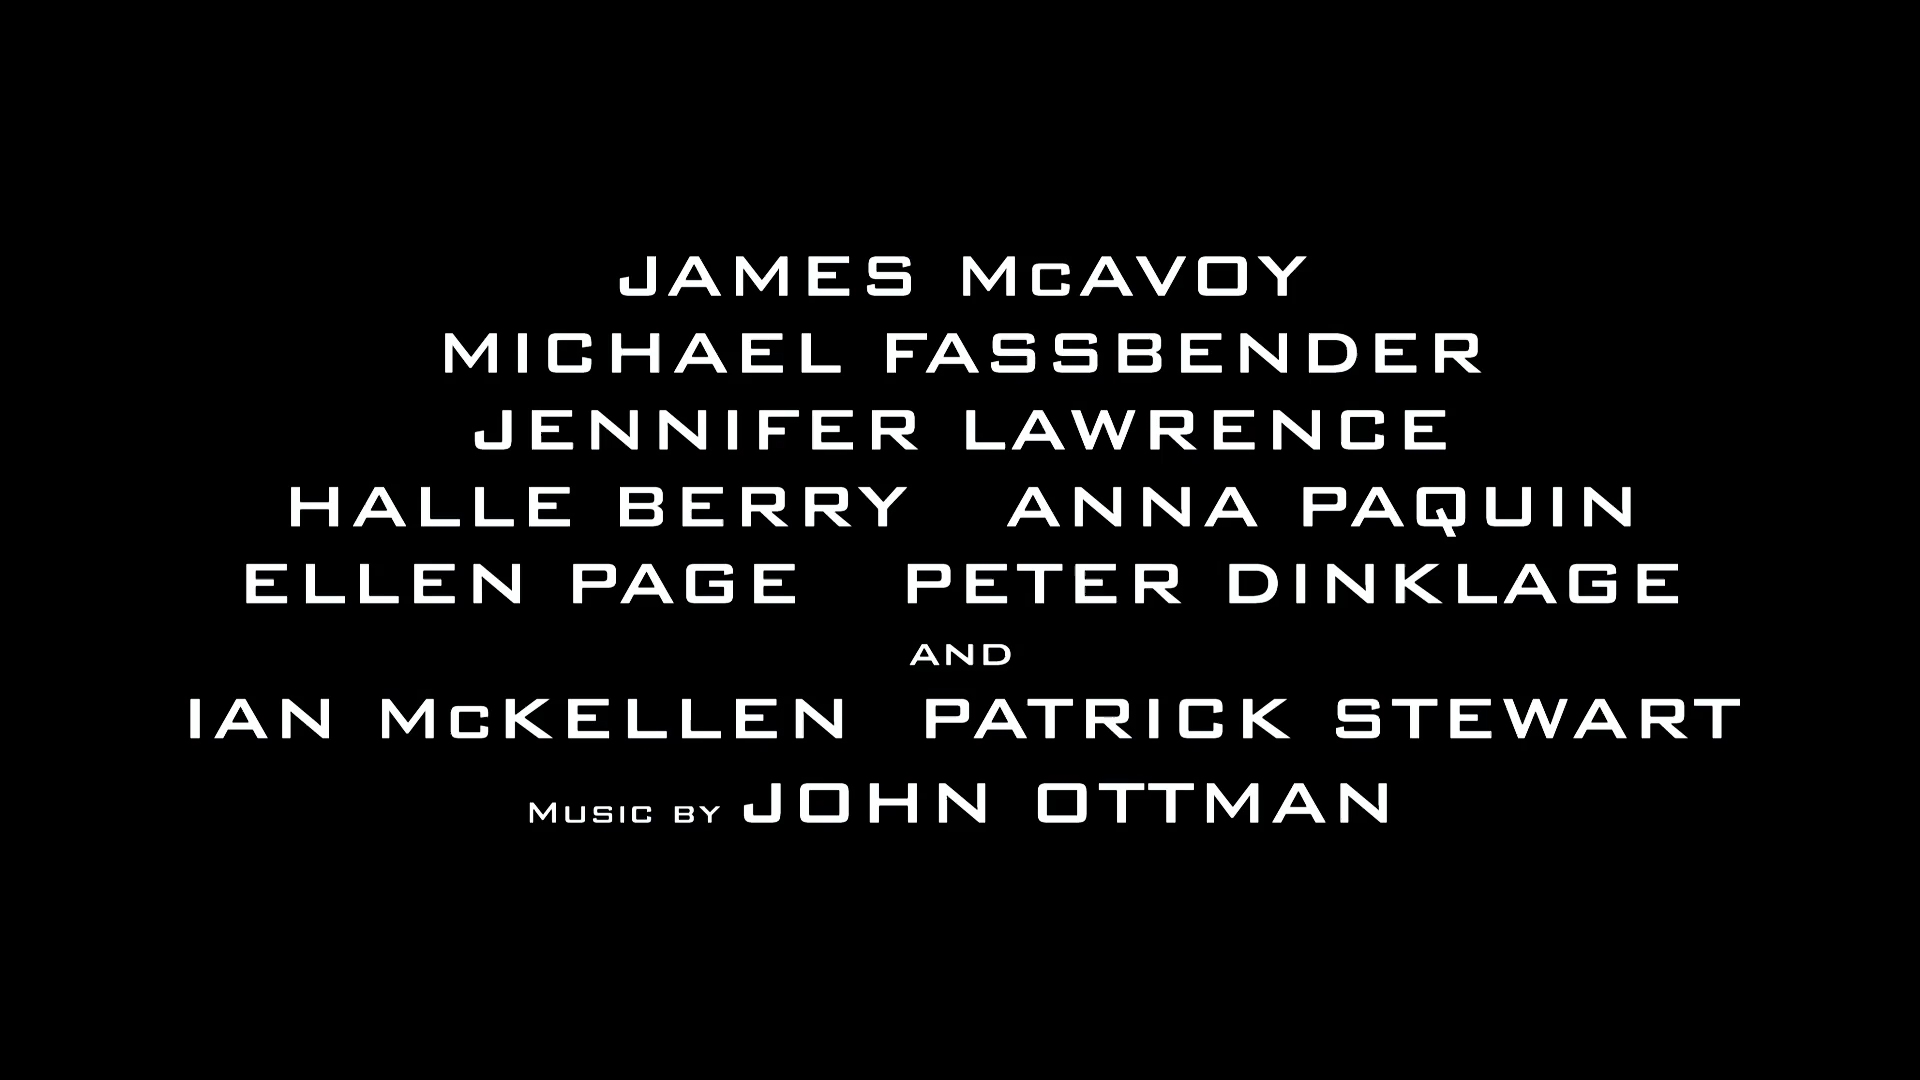 JAMES McAVOY
MICHAEL FASSBENDER
JENNIFER LAWRENCE
HALLE BERRY ANNA PAQUIN
ELLEN PAGE PETER DINKLAGE
AND
IAN McKELLEN PATRICK STEWART
MUSIC BY JOHN OTTMAN